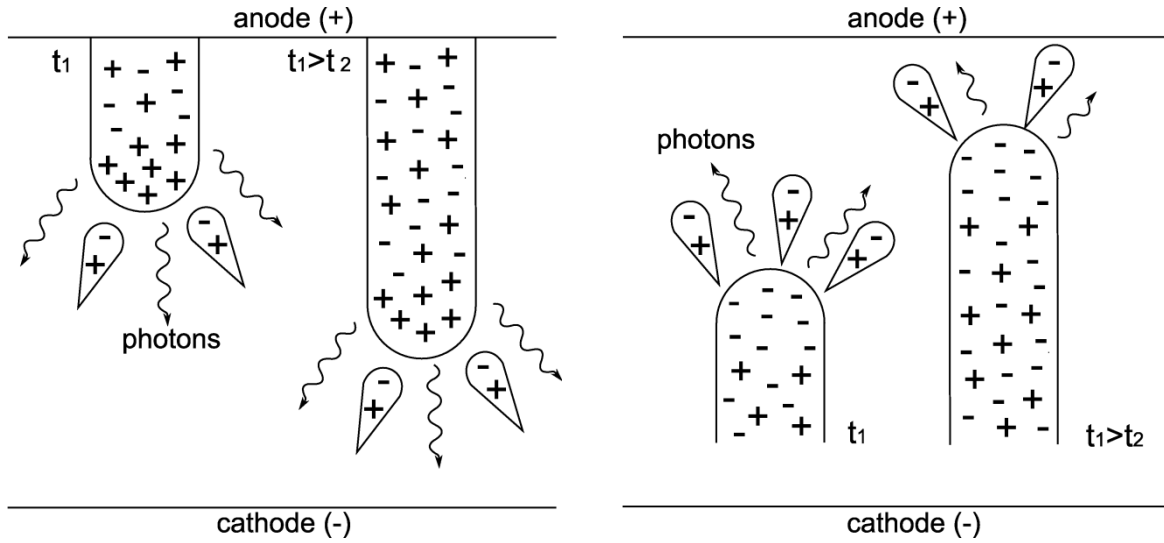 anode (+)
t₁
t₁>t₂
photons
cathode (-)
anode (+)
photons
t₁
t₁>t₂
cathode (-)